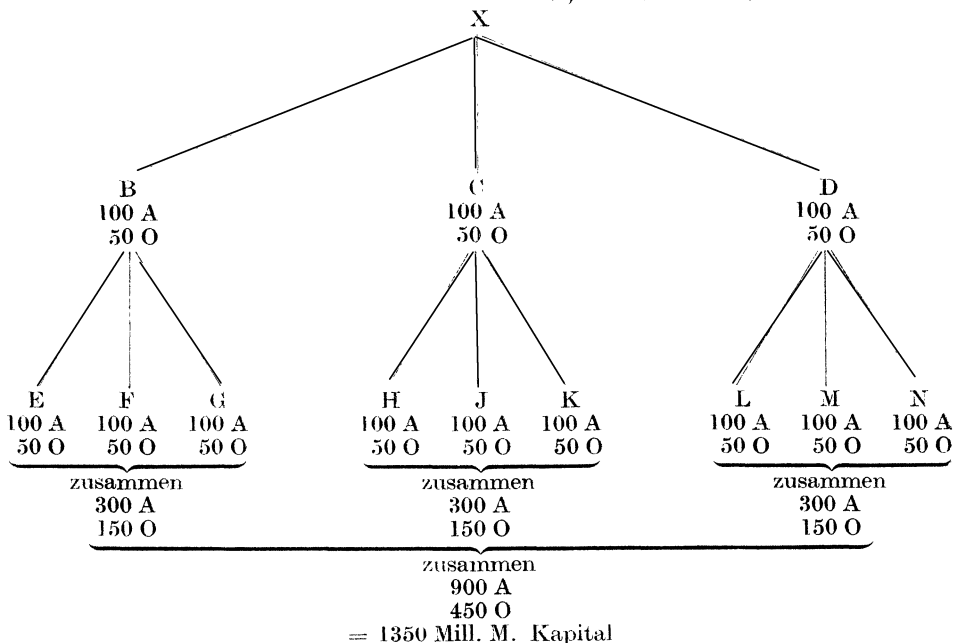 X
B C D
100 A 100 A 100 A
50 O 50 O 50 O
E F G H J K L M N
100 A 100 A 100 A 100 A 100 A 100 A 100 A 100 A 100 A
50 O 50 O 50 O 50 O 50 O 50 O 50 O 50 O 50 O
zusammen zusammen zusammen
300 A 300 A 300 A
150 O 150 O 150 O
zusammen
900 A
450 O
= 1350 Mill. M. Kapital